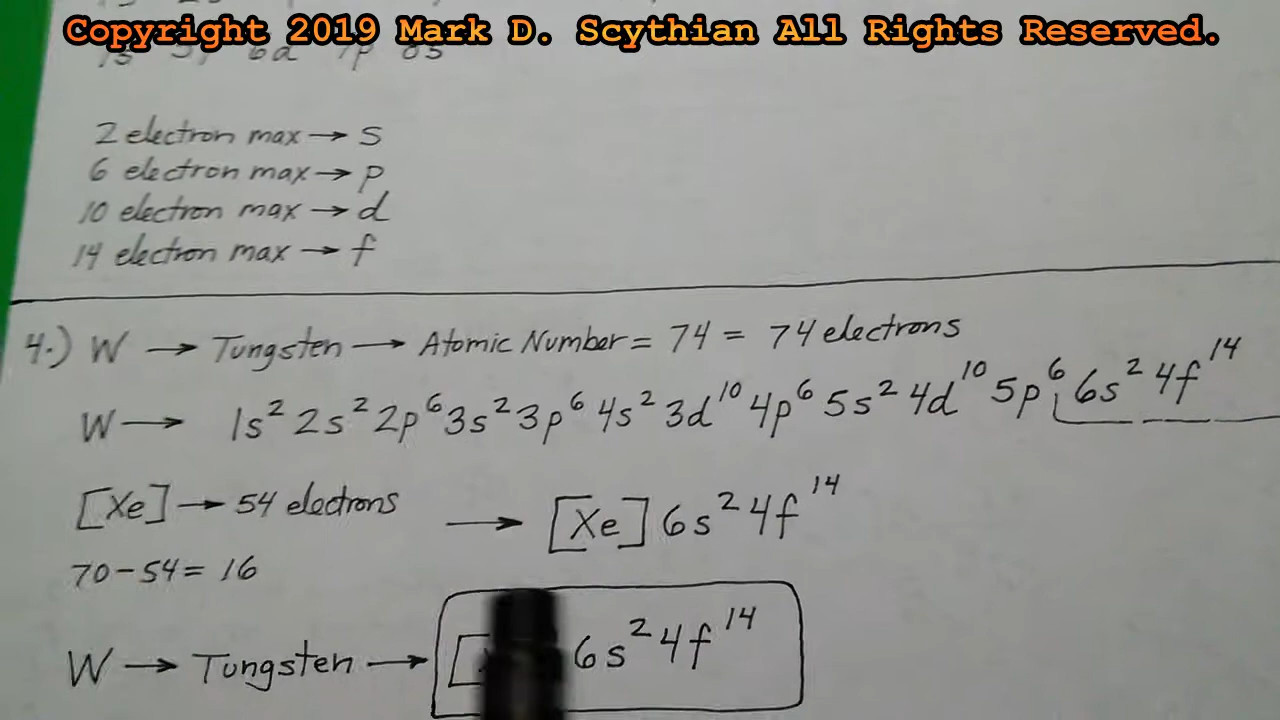 Copyright 2019 Mark D. Scythian All Rights Reserved.
2 electron max → s
6 electron max → p
10 electron max → d
14 electron max → f
4.) W → Tungsten → Atomic Number = 74 = 74 electrons
W → 1s² 2s² 2p⁶ 3s² 3p⁶ 4s² 3d¹⁰ 4p⁶ 5s² 4d¹⁰ 5p⁶ 6s² 4f¹⁴
[Xe] → 54 electrons → [Xe] 6s² 4f¹⁴
70-54 = 16
W → Tungsten → [ 6s² 4f¹⁴